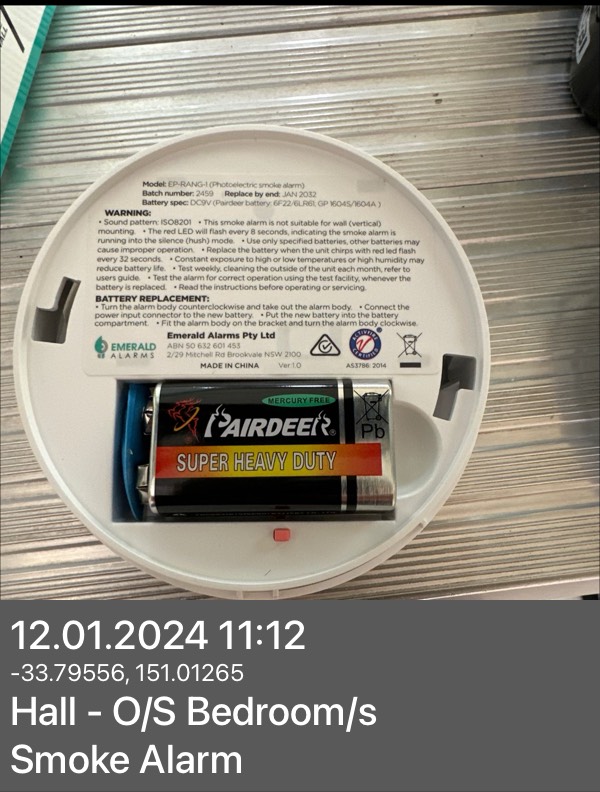 Model: EP-RANG-1 (Photoelectric smoke alarm)
Batch number: 2459 Replace by end: JAN 2032
Battery spec: DC9V (Pairdeer battery: 6F22/6LR61, GP 1604S/1604A )
WARNING:
• Sound pattern: ISO8201 • This smoke alarm is not suitable for wall (vertical)
mounting. • The red LED will flash every 8 seconds, indicating the smoke alarm is
running into the silence (hush) mode. • Use only specified batteries, other batteries may
cause improper operation. • Replace the battery when the unit chirps with red led flash
every 32 seconds. • Constant exposure to high or low temperatures or high humidity may
reduce battery life. • Test weekly, cleaning the outside of the unit each month, refer to
users guide. • Test the alarm for correct operation using the test facility, whenever the
battery is replaced. • Read the instructions before operating or servicing.
BATTERY REPLACEMENT:
• Turn the alarm body counterclockwise and take out the alarm body. • Connect the
power input connector to the new battery. • Put the new battery into the battery
compartment. • Fit the alarm body on the bracket and turn the alarm body clockwise.
EMERALD
ALARMS
Emerald Alarms Pty Ltd
ABN 50 632 601 453
2/29 Mitchell Rd Brookvale NSW 2100
MADE IN CHINA Ver:1.0
AS3786: 2014
MERCURY FREE
PAIRDEER®
Pb
SUPER HEAVY DUTY
12.01.2024 11:12
-33.79556, 151.01265
Hall - O/S Bedroom/s
Smoke Alarm